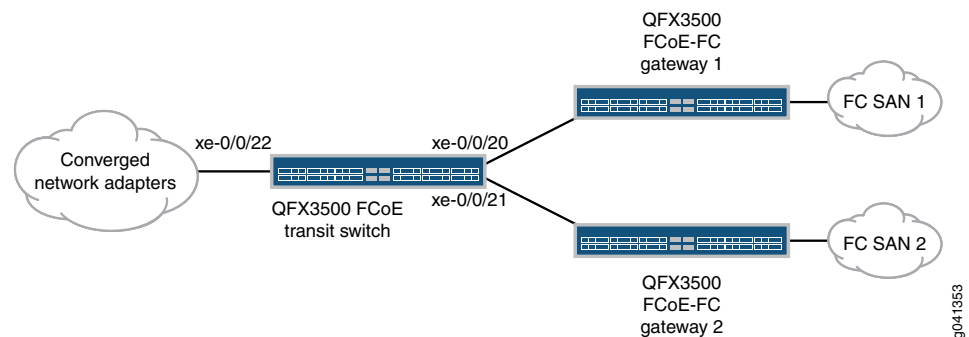 QFX3500
FCoE-FC
gateway 1
FC SAN 1
xe-0/0/22
xe-0/0/20
Converged
network adapters
xe-0/0/21
QFX3500 FCoE
transit switch
FC SAN 2
QFX3500
FCoE-FC
gateway 2
g041353